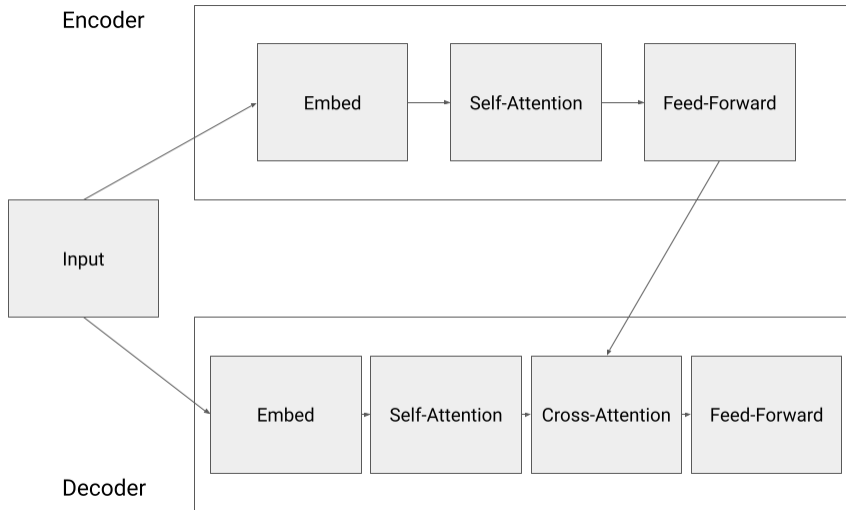 Encoder
Embed
Self-Attention
Feed-Forward
Input
Embed
Self-Attention
Cross-Attention
Feed-Forward
Decoder